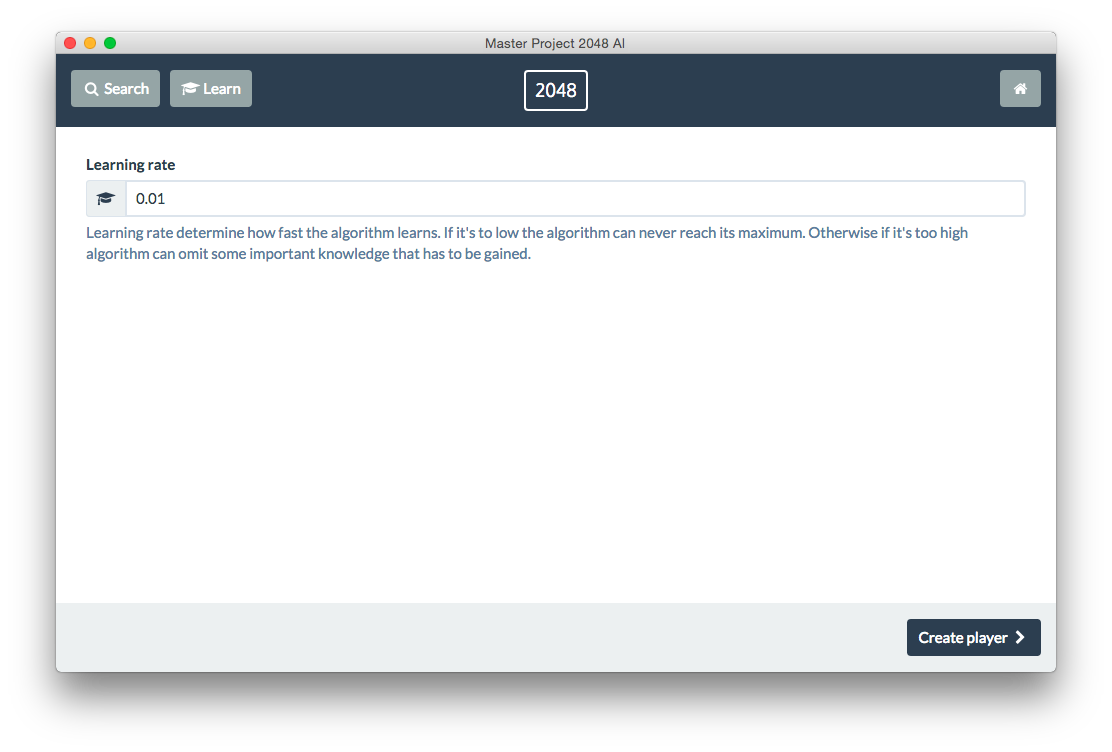 Master Project 2048 AI
Search
Learn
2048
Learning rate
0.01
Learning rate determine how fast the algorithm learns. If it's to low the algorithm can never reach its maximum. Otherwise if it's too high
algorithm can omit some important knowledge that has to be gained.
Create player